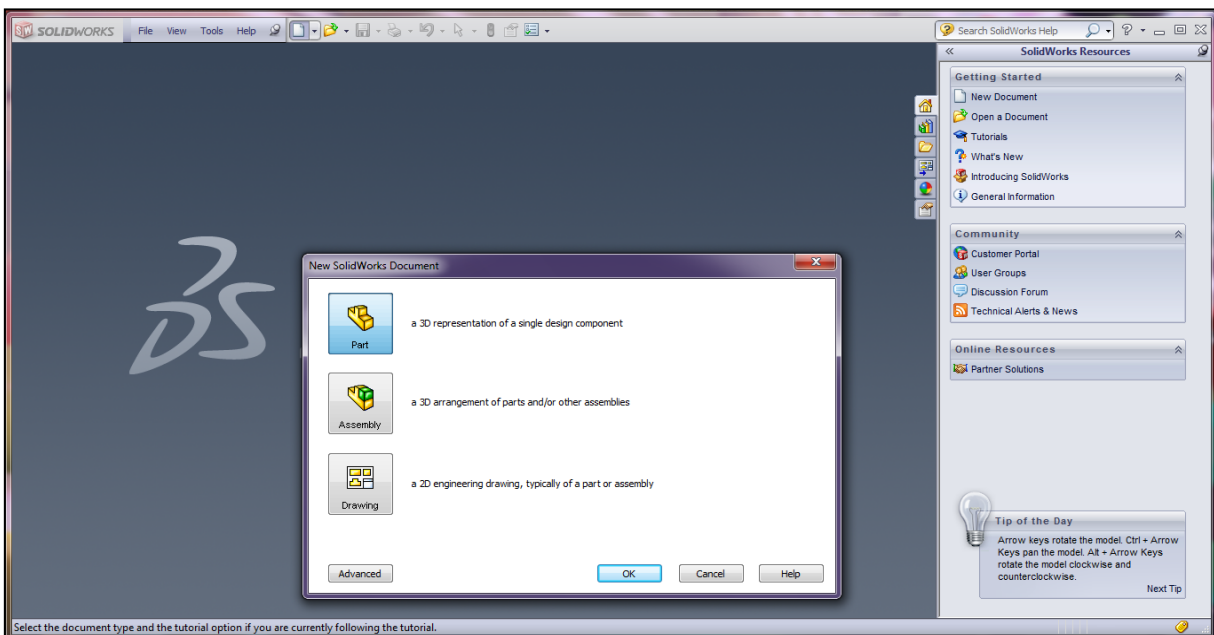 SOLIDWORKS File View Tools Help Search SolidWorks Help
SolidWorks Resources
Getting Started
New Document
Open a Document
Tutorials
What's New
Introducing SolidWorks
General Information
Community
Customer Portal
User Groups
Discussion Forum
Technical Alerts & News
Online Resources
Partner Solutions
New SolidWorks Document
Part
a 3D representation of a single design component
Assembly
a 3D arrangement of parts and/or other assemblies
Drawing
a 2D engineering drawing, typically of a part or assembly
Advanced OK Cancel Help
Tip of the Day
Arrow keys rotate the model. Ctrl + Arrow
Keys pan the model. Alt + Arrow Keys
rotate the model clockwise and
counterclockwise.
Next Tip
Select the document type and the tutorial option if you are currently following the tutorial.